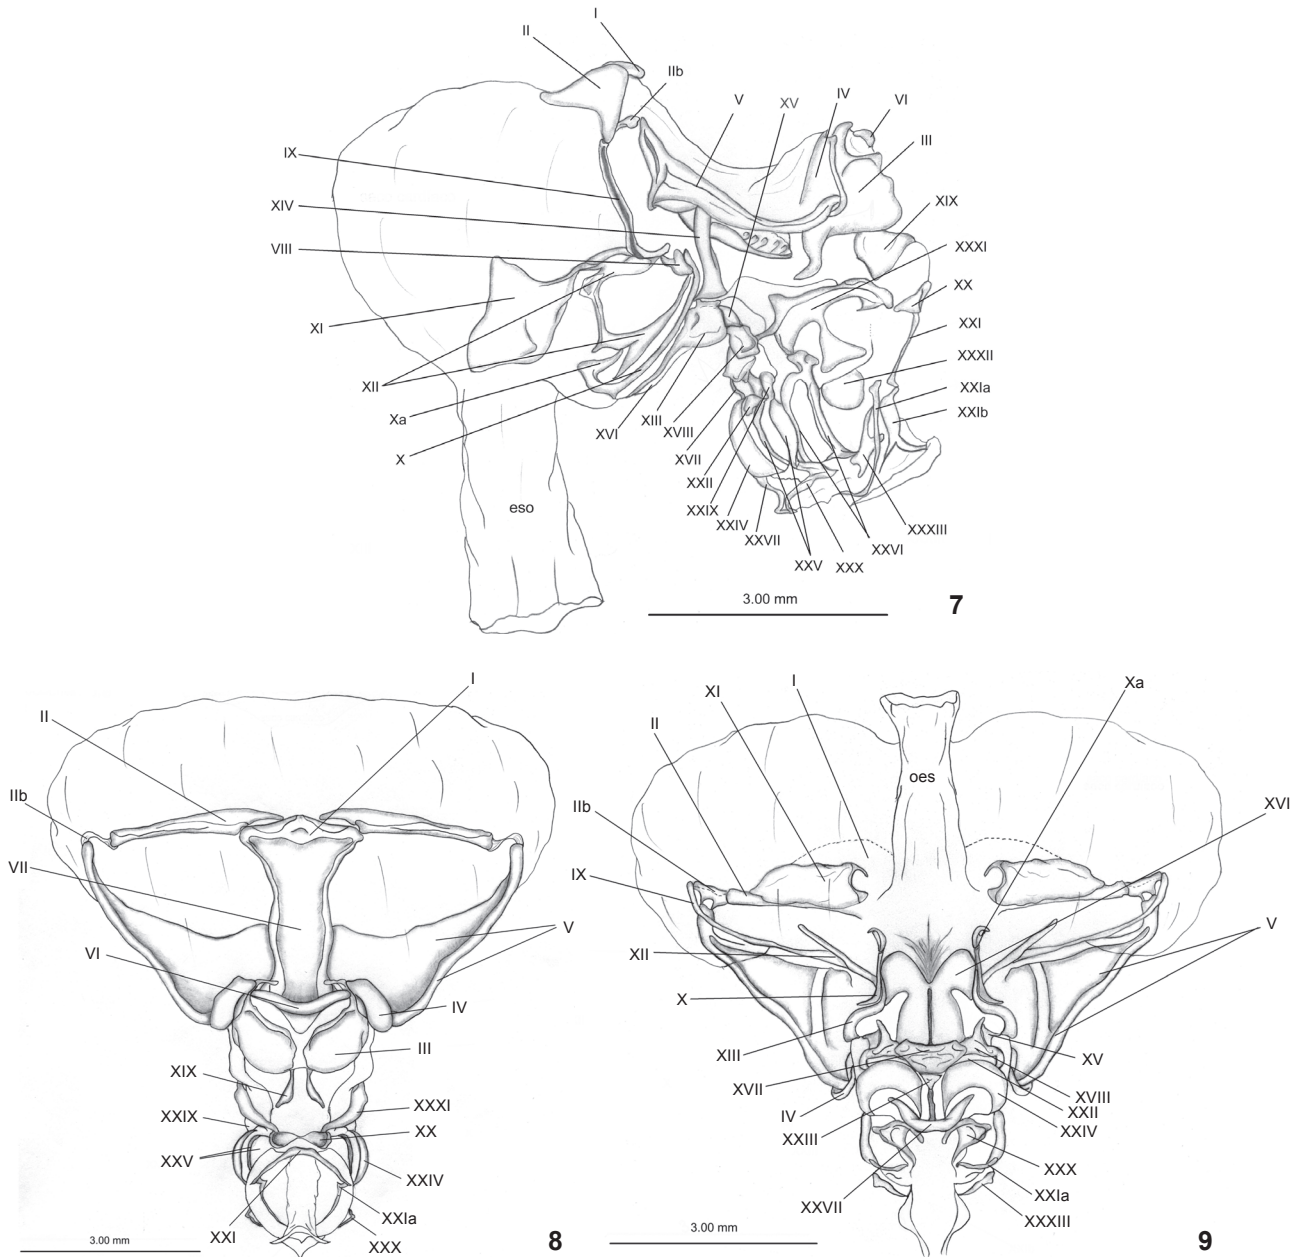 I
II
IIb
V
XV
IV
VI
III
IX
XIV
VIII
XIX
XXXI
XX
XI
XXI
XXXII
XII
XXIa
Xa
XXIb
X
XVI
XIII
XVIII
XVII
XXII
XXIX
XXIV
XXVII
XXV
XXX
XXVI
XXXIII
eso
3.00 mm
7
I
II
IIb
VII
V
VI
IV
III
XIX
XXXI
XXIX
XX
XXV
XXIV
XXI
XXIa
XXX
3.00 mm
8
I
XI
Xa
II
oes
IIb
XVI
IX
V
XII
X
XIII
XV
XVII
XVIII
IV
XXII
XXIII
XXIV
XXX
XXVII
XXIa
XXXIII
3.00 mm
9